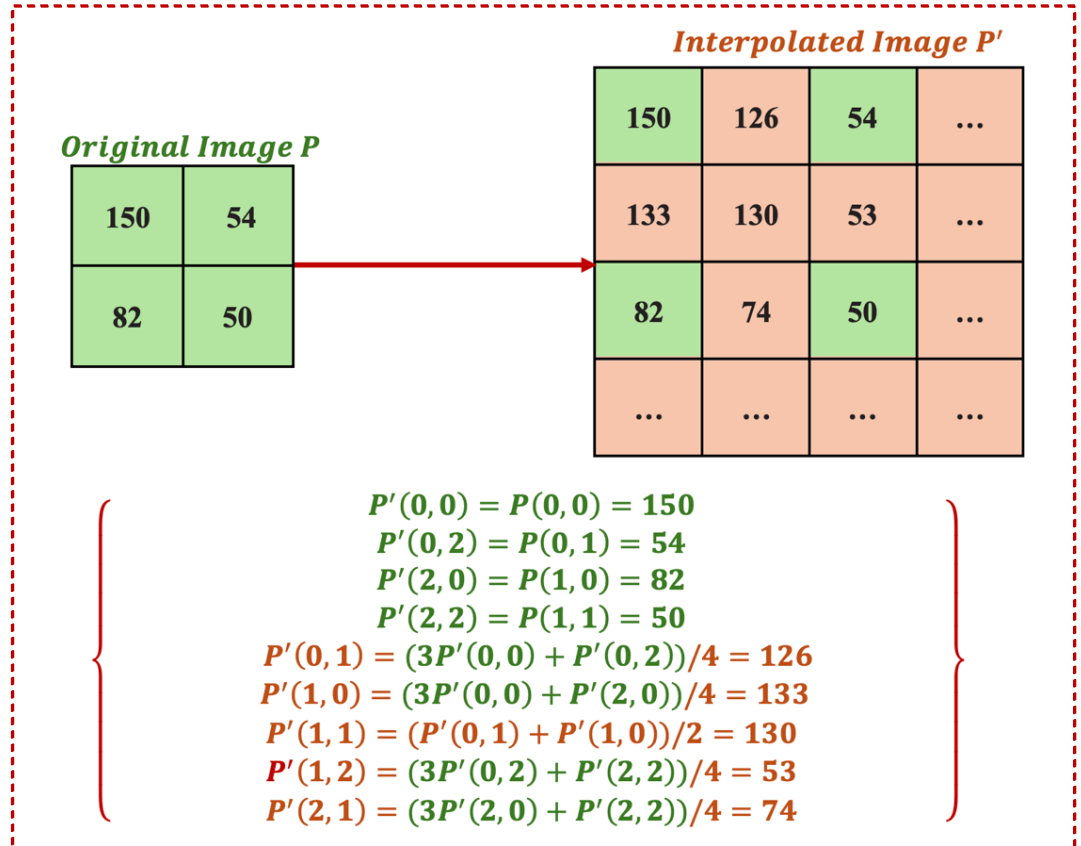 Interpolated Image P′
Original Image P
150 54
82 50
150 126 54 ...
133 130 53 ...
82 74 50 ...
... ... ... ...
P′(0,0) = P(0,0) = 150
P′(0,2) = P(0,1) = 54
P′(2,0) = P(1,0) = 82
P′(2,2) = P(1,1) = 50
P′(0,1) = (3P′(0,0) + P′(0,2))/4 = 126
P′(1,0) = (3P′(0,0) + P′(2,0))/4 = 133
P′(1,1) = (P′(0,1) + P′(1,0))/2 = 130
P′(1,2) = (3P′(0,2) + P′(2,2))/4 = 53
P′(2,1) = (3P′(2,0) + P′(2,2))/4 = 74